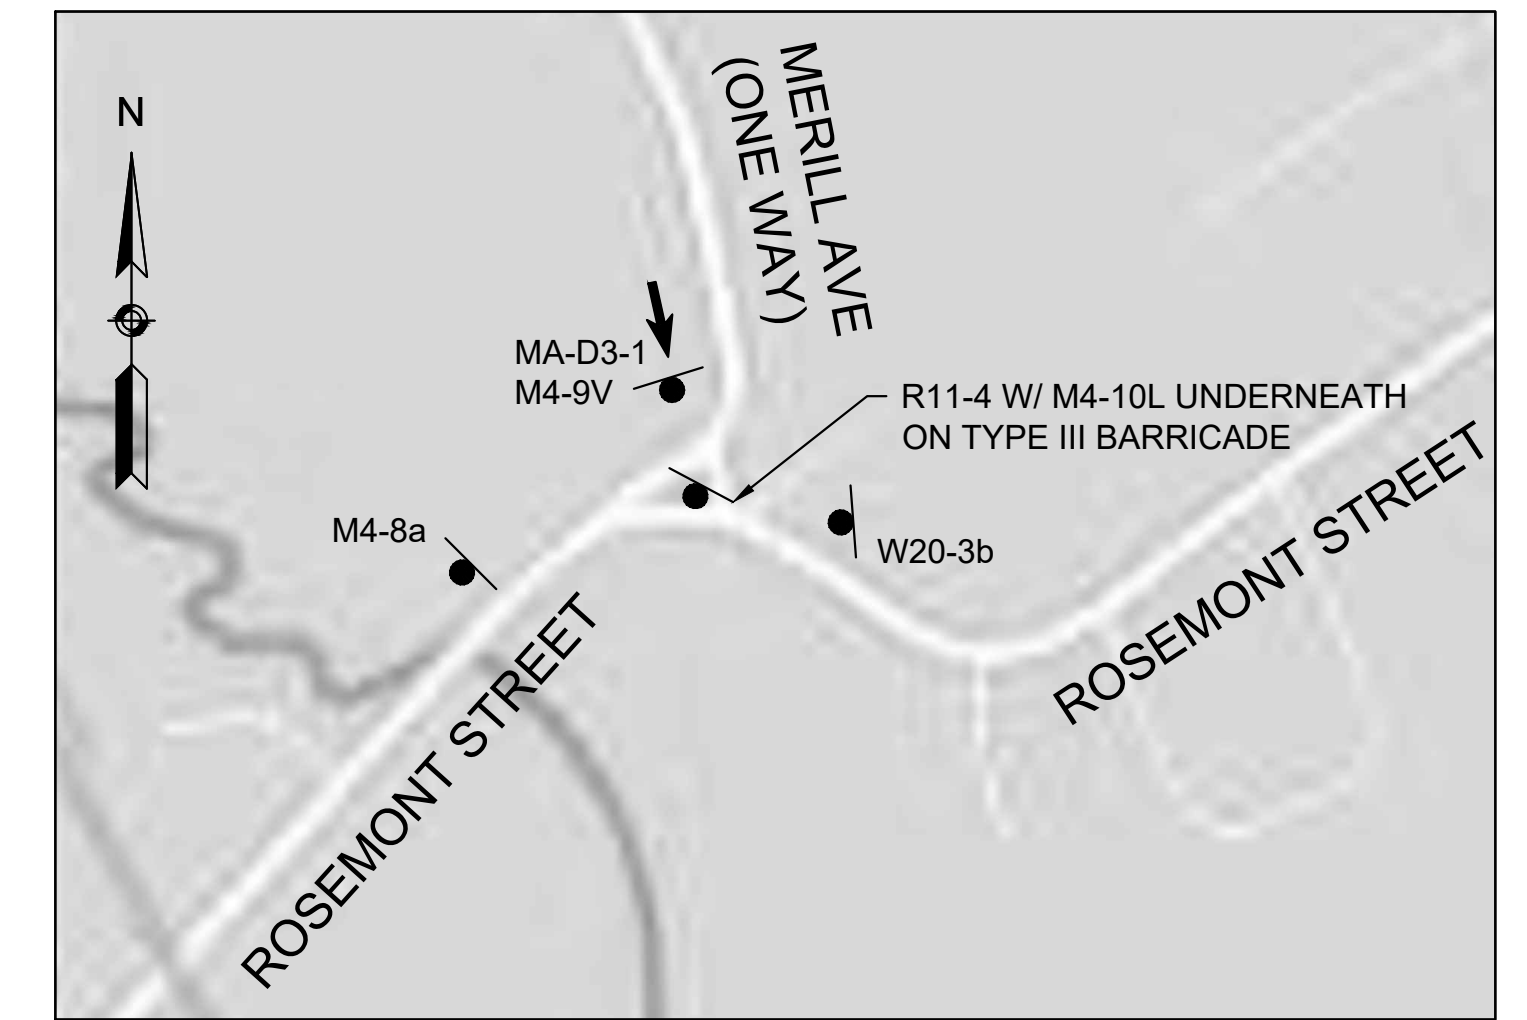 N
MERILL AVE
(ONE WAY)
MA-D3-1
M4-9V
R11-4 W/ M4-10L UNDERNEATH
ON TYPE III BARRICADE
M4-8a
W20-3b
ROSEMONT STREET
ROSEMONT STREET